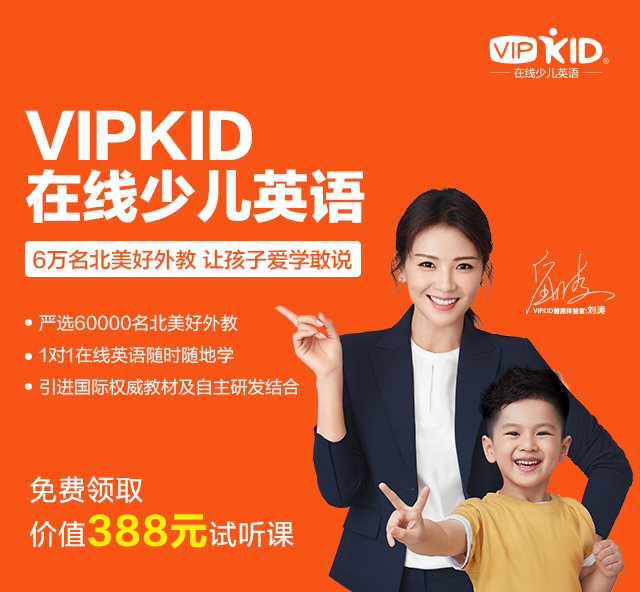 VIPKID®
在线少儿英语
VIPKID
在线少儿英语
6万名北美好外教 让孩子爱学敢说
严选60000名北美好外教
1对1在线英语随时随地学
引进国际权威教材及自主研发结合
VIPKID首席体验官:刘涛
免费领取
价值388元试听课